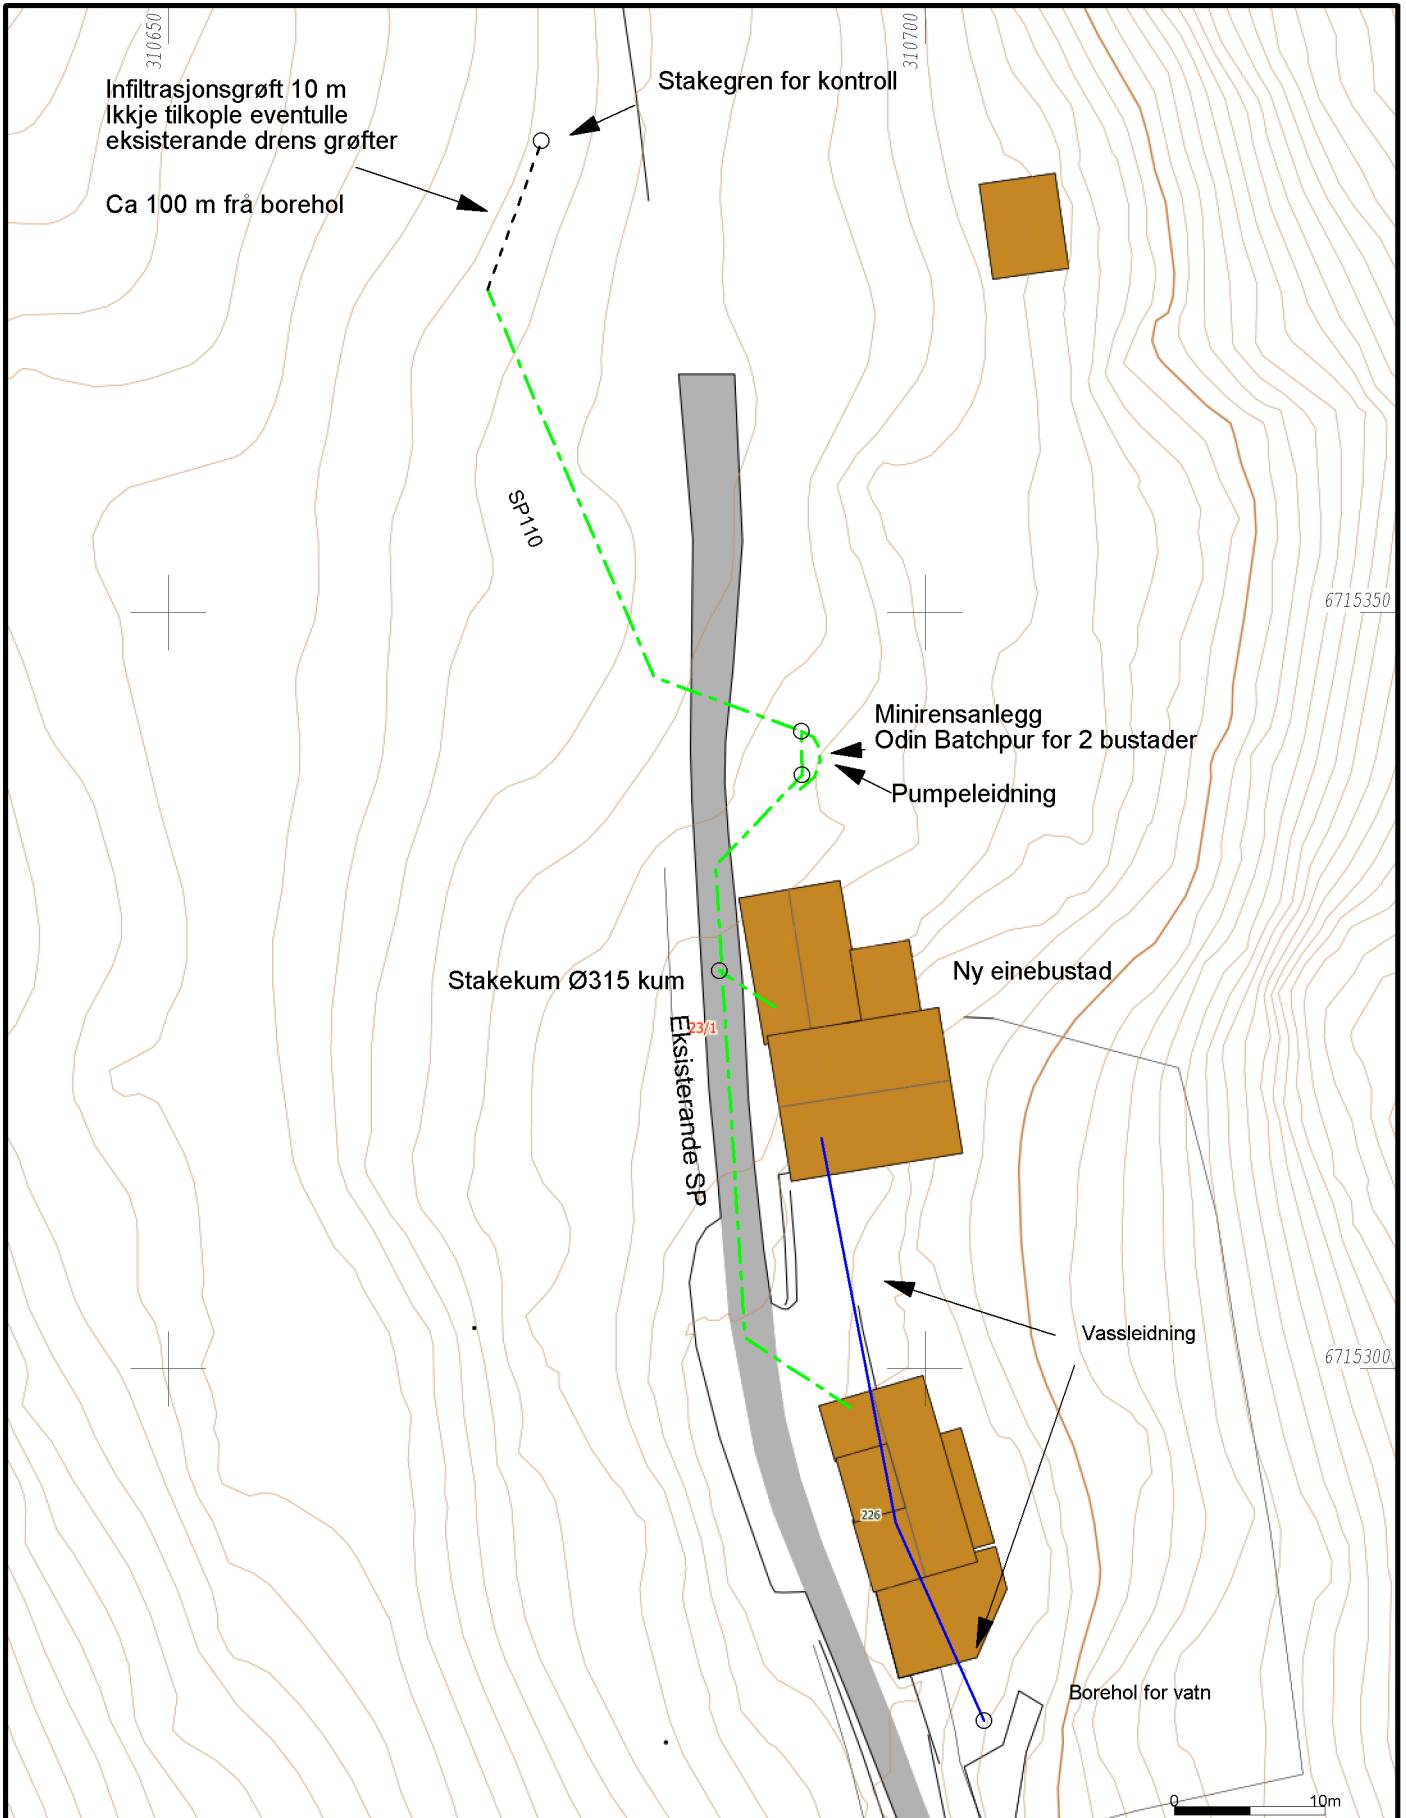 310650
310700
Infiltrasjonsgrøft 10 m
Ikkje tilkople eventulle
eksisterande drens grøfter
Ca 100 m frå borehol
Stakegren for kontroll
SP110
6715350
Minirensanlegg
Odin Batchpur for 2 bustader
Pumpeleidning
Stakekum Ø315 kum
Ny einebustad
23/1
Eksisterande SP
Vassleidning
6715300
226
Borehol for vatn
0 10m